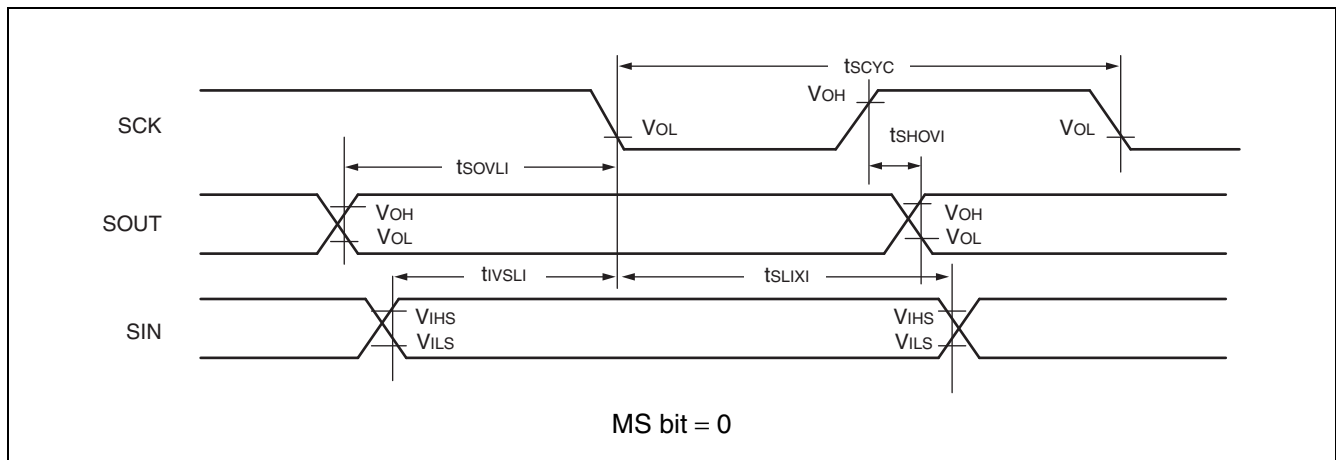 tSCYC
SCK
VOH
VOL
VOL
tSHOVI
tSOVLI
SOUT
VOH
VOL
VOH
VOL
tIVSLI
tSLIXI
SIN
VIHS
VILS
VIHS
VILS
MS bit = 0